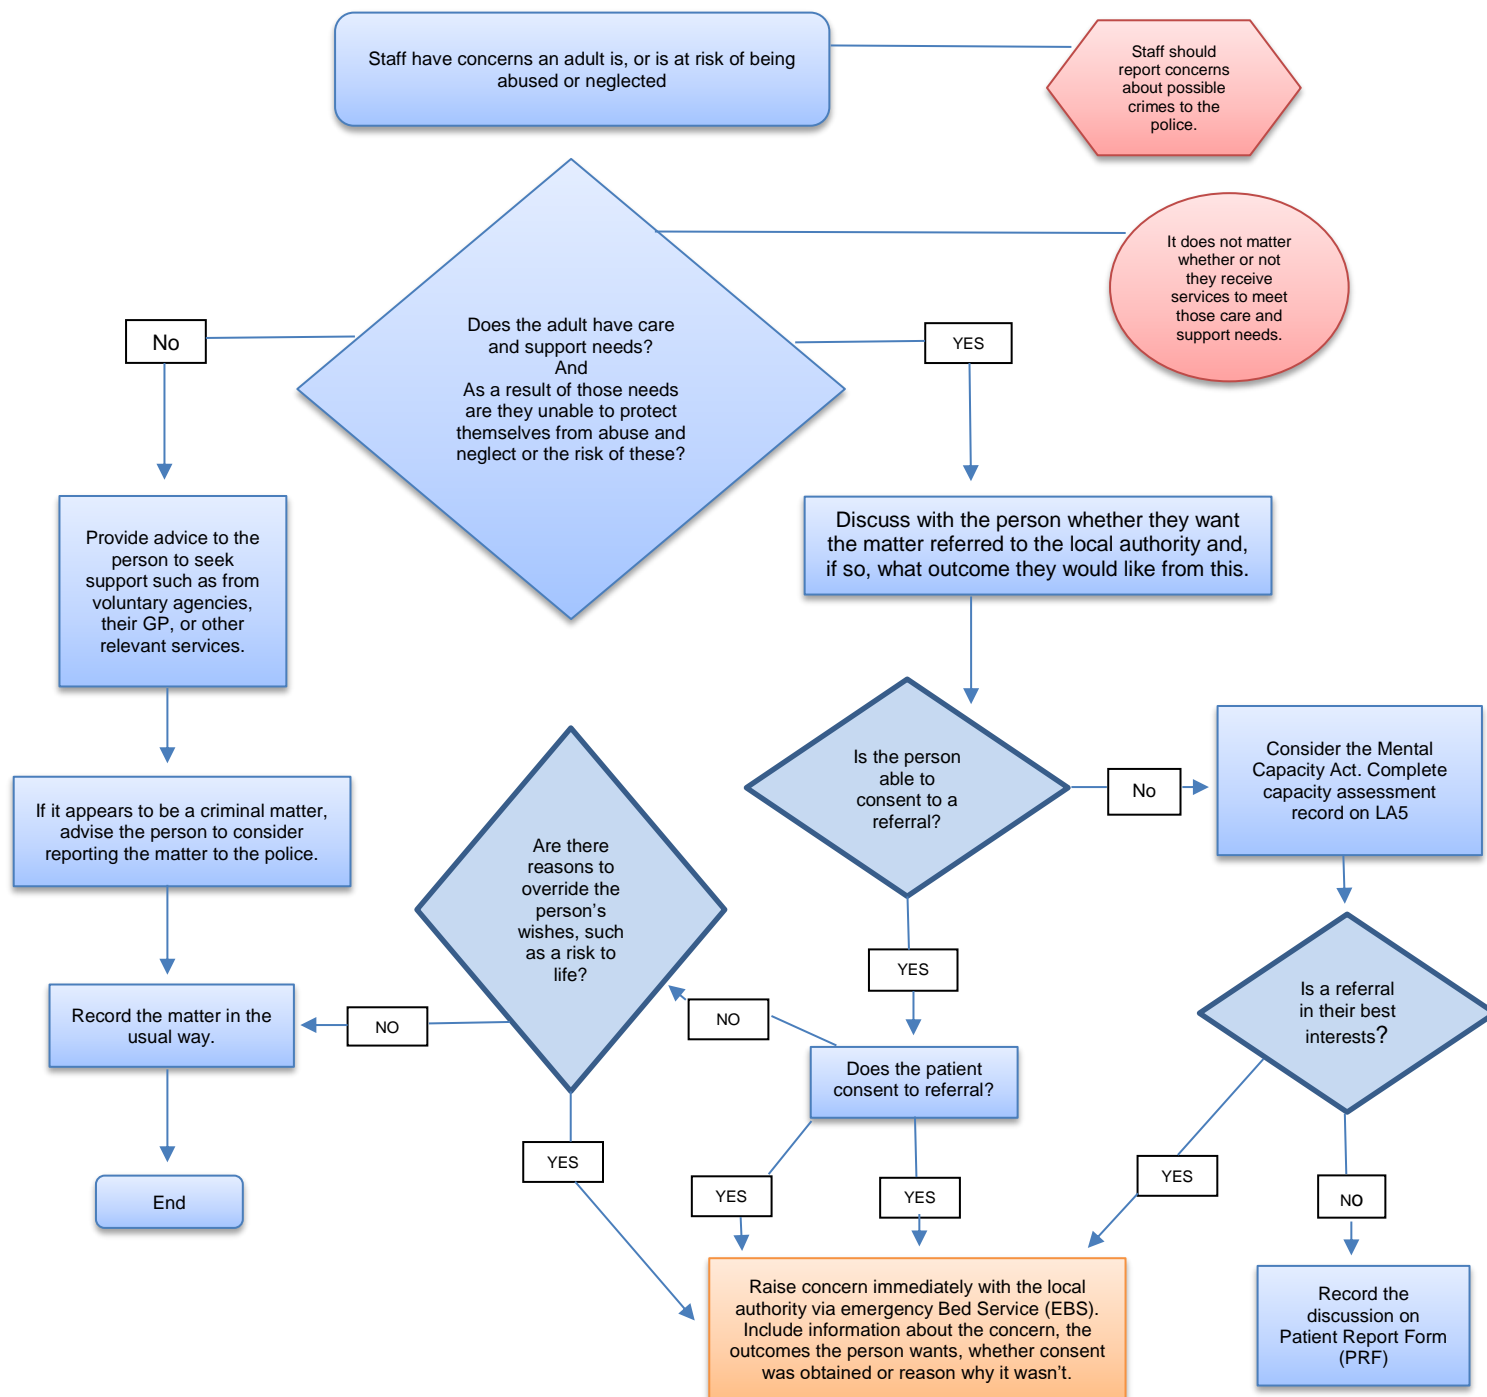 Staff have concerns an adult is, or is at risk of being
abused or neglected
Staff should
report concerns
about possible
crimes to the
police.
It does not matter
whether or not
they receive
services to meet
those care and
support needs.
Does the adult have care
and support needs?
And
As a result of those needs
are they unable to protect
themselves from abuse and
neglect or the risk of these?
No
YES
Provide advice to the
person to seek
support such as from
voluntary agencies,
their GP, or other
relevant services.
Discuss with the person whether they want
the matter referred to the local authority and,
if so, what outcome they would like from this.
If it appears to be a criminal matter,
advise the person to consider
reporting the matter to the police.
Is the person
able to
consent to a
referral?
No
Consider the Mental
Capacity Act. Complete
capacity assessment
record on LA5
Are there
reasons to
override the
person's
wishes, such
as a risk to
life?
YES
Is a referral
in their best
interests?
Record the matter in the
usual way.
NO
NO
Does the patient
consent to referral?
End
YES
YES
YES
YES
NO
Raise concern immediately with the local
authority via emergency Bed Service (EBS).
Include information about the concern, the
outcomes the person wants, whether consent
was obtained or reason why it wasn't.
Record the
discussion on
Patient Report Form
(PRF)